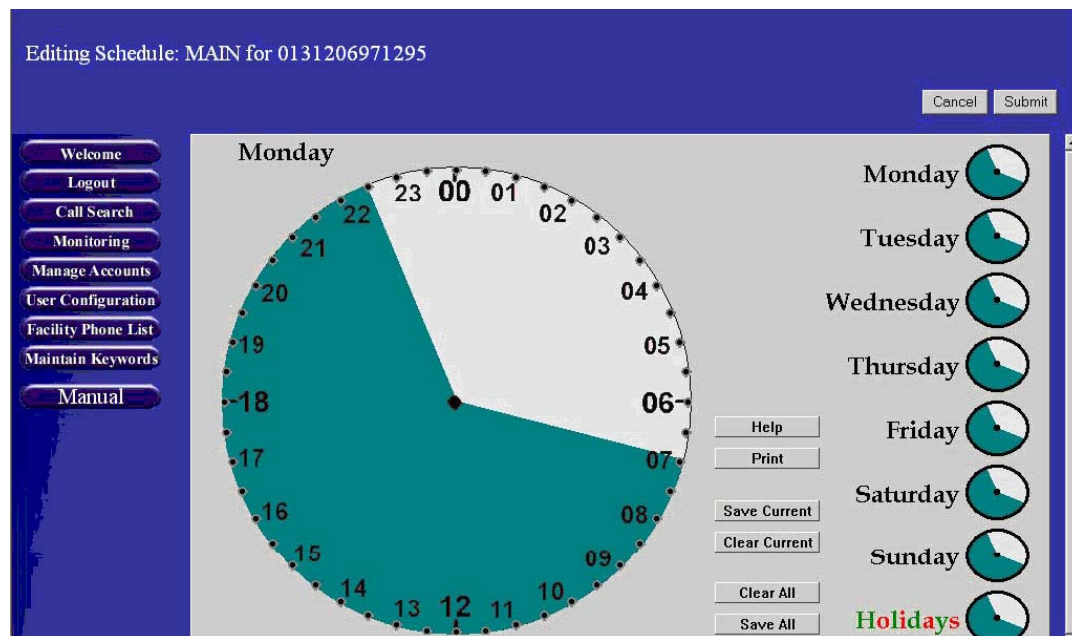 Editing Schedule: MAIN for 0131206971295
Cancel
Submit
Welcome
Logout
Call Search
Monitoring
Manage Accounts
User Configuration
Facility Phone List
Maintain Keywords
Manual
Monday
00
01
02
03
04
05
06
07
08
09
10
11
12
13
14
15
16
17
18
19
20
21
22
23
Help
Print
Save Current
Clear Current
Clear All
Save All
Monday
Tuesday
Wednesday
Thursday
Friday
Saturday
Sunday
Holidays